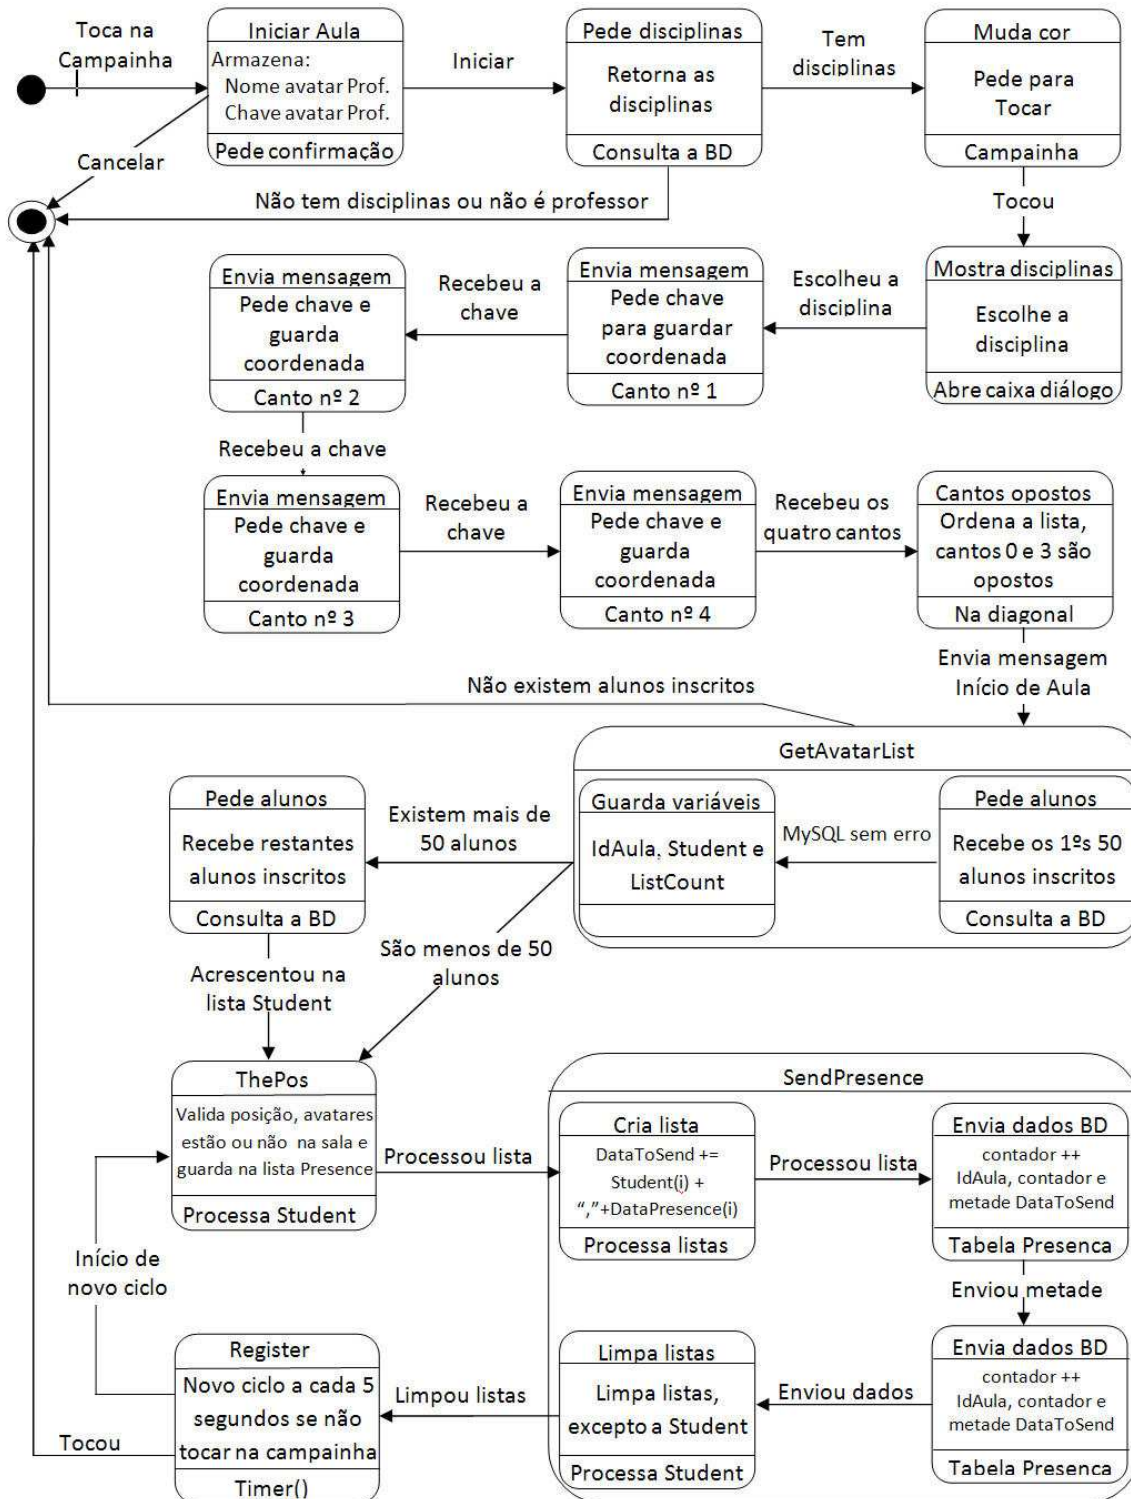 Toca na
Campainha
Iniciar Aula
Armazena:
Nome avatar Prof.
Chave avatar Prof.
Pede confirmação
Iniciar
Pede disciplinas
Retorna as
disciplinas
Consulta a BD
Tem
disciplinas
Muda cor
Pede para
Tocar
Campainha
Cancelar
Não tem disciplinas ou não é professor
Tocou
Mostra disciplinas
Escolhe a
disciplina
Abre caixa diálogo
Escolheu a
disciplina
Envia mensagem
Pede chave
para guardar
coordenada
Canto nº 1
Recebeu a
chave
Envia mensagem
Pede chave e
guarda
coordenada
Canto nº 2
Recebeu a chave
Envia mensagem
Pede chave e
guarda
coordenada
Canto nº 3
Recebeu a
chave
Envia mensagem
Pede chave e
guarda
coordenada
Canto nº 4
Recebeu os
quatro cantos
Cantos opostos
Ordena a lista,
cantos 0 e 3 são
opostos
Na diagonal
Envia mensagem
Início de Aula
Não existem alunos inscritos
GetAvatarList
Pede alunos
Recebe os 1ºs 50
alunos inscritos
Consulta a BD
MySQL sem erro
Guarda variáveis
IdAula, Student e
ListCount
Existem mais de
50 alunos
Pede alunos
Recebe restantes
alunos inscritos
Consulta a BD
São menos de 50
alunos
Acrescentou na
lista Student
ThePos
Valida posição, avatares
estão ou não na sala e
guarda na lista Presence
Processa Student
Processou lista
SendPresence
Cria lista
DataToSend +=
Student(i) +
“,”+DataPresence(i)
Processa listas
Processou lista
Envia dados BD
contador ++
IdAula, contador e
metade DataToSend
Tabela Presenca
Enviou metade
Envia dados BD
contador ++
IdAula, contador e
metade DataToSend
Tabela Presenca
Enviou dados
Limpa listas
Limpa listas,
excepto a Student
Processa Student
Limpou listas
Register
Novo ciclo a cada 5
segundos se não
tocar na campainha
Timer()
Início de
novo ciclo
Tocou